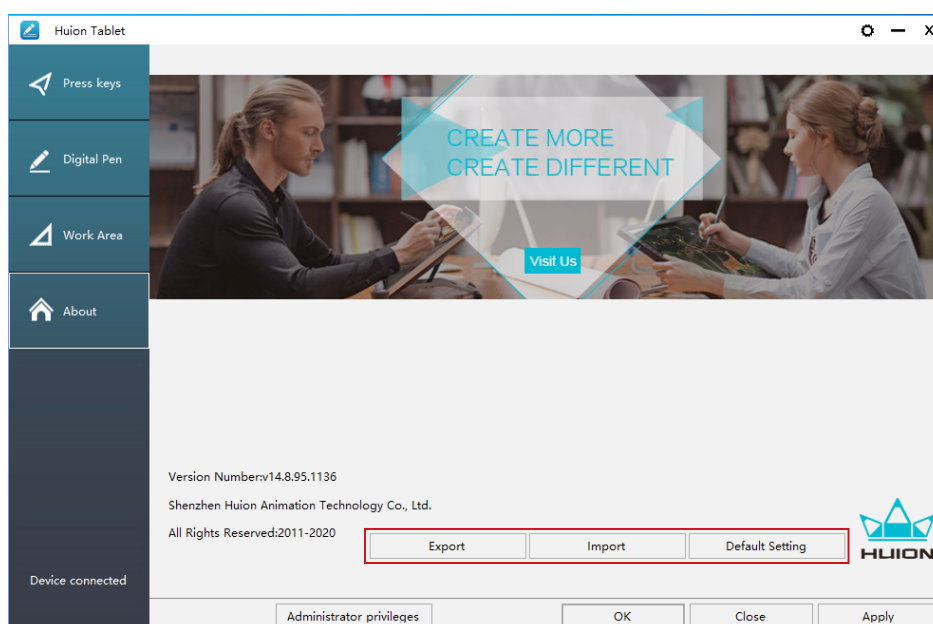 Huion Tablet
X
Press keys
Digital Pen
Work Area
About
CREATE MORE
CREATE DIFFERENT
Visit Us
Version Number:v14.8.95.1136
Shenzhen Huion Animation Technology Co., Ltd.
All Rights Reserved:2011-2020
Export
Import
Default Setting
HUION
Device connected
Administrator privileges
OK
Close
Apply